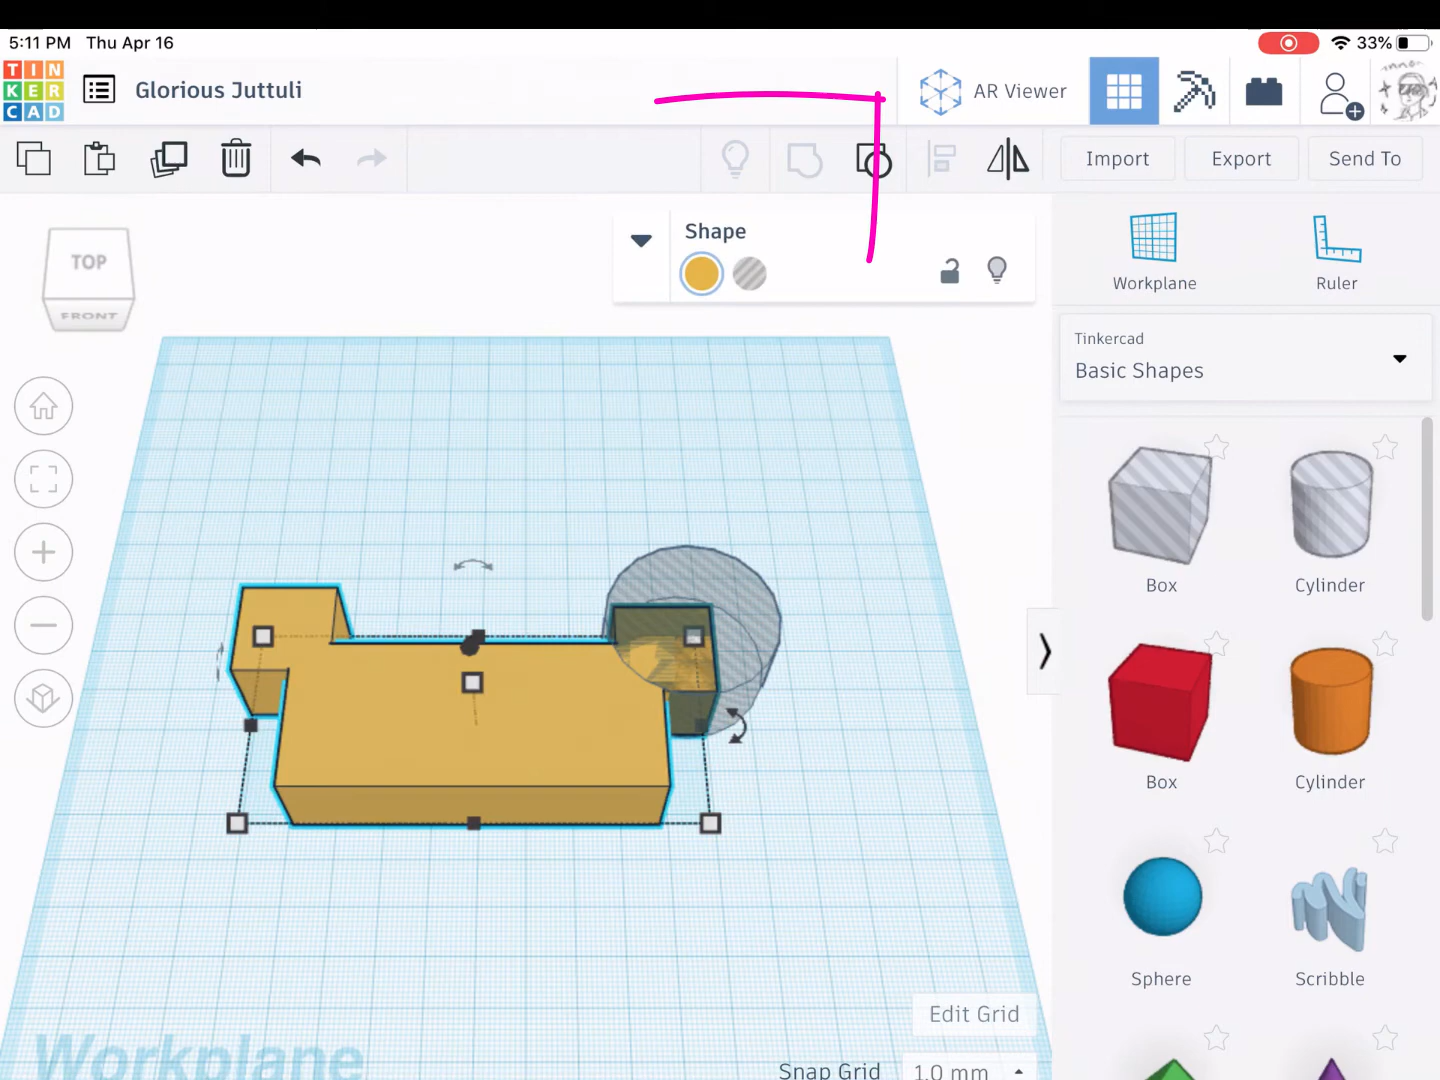 5:11 PM Thu Apr 16
33%
TIN
KER
CAD
Glorious Juttuli
AR Viewer
Import
Export
Send To
Shape
TOP
FRONT
Workplane
Ruler
Tinkercad
Basic Shapes
Box
Cylinder
Box
Cylinder
Sphere
Scribble
Edit Grid
Workplane
Snap Grid
1.0 mm